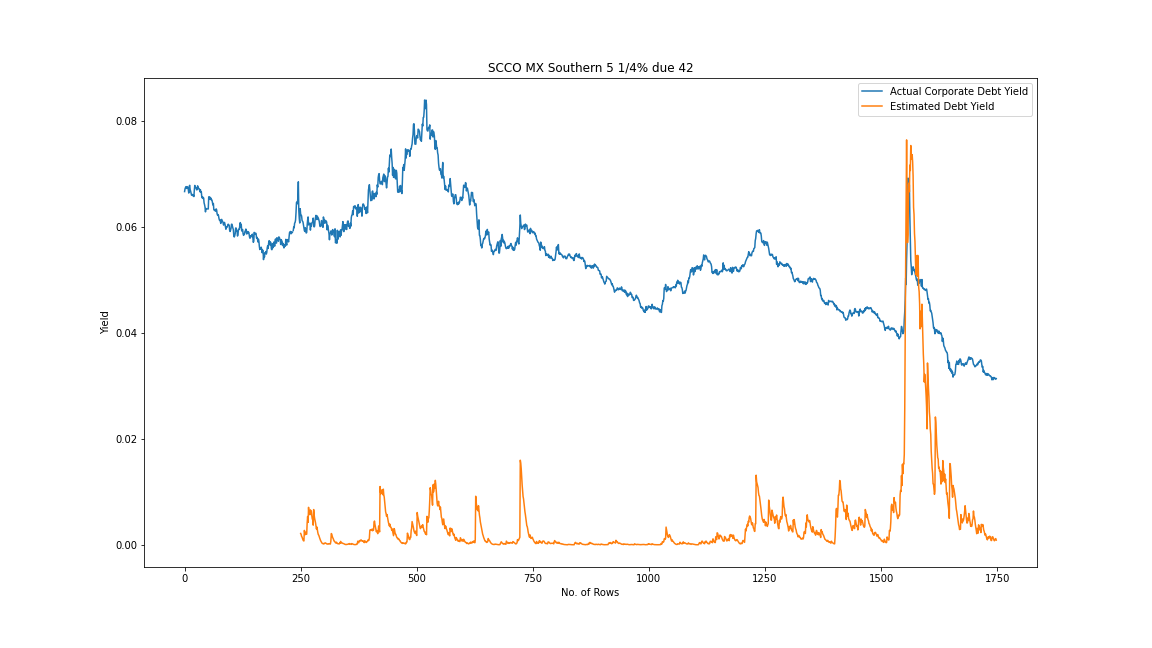 SCCO MX Southern 5 1/4% due 42
Actual Corporate Debt Yield
Estimated Debt Yield
Yield
0.08
0.06
0.04
0.02
0.00
0 250 500 750 1000 1250 1500 1750
No. of Rows